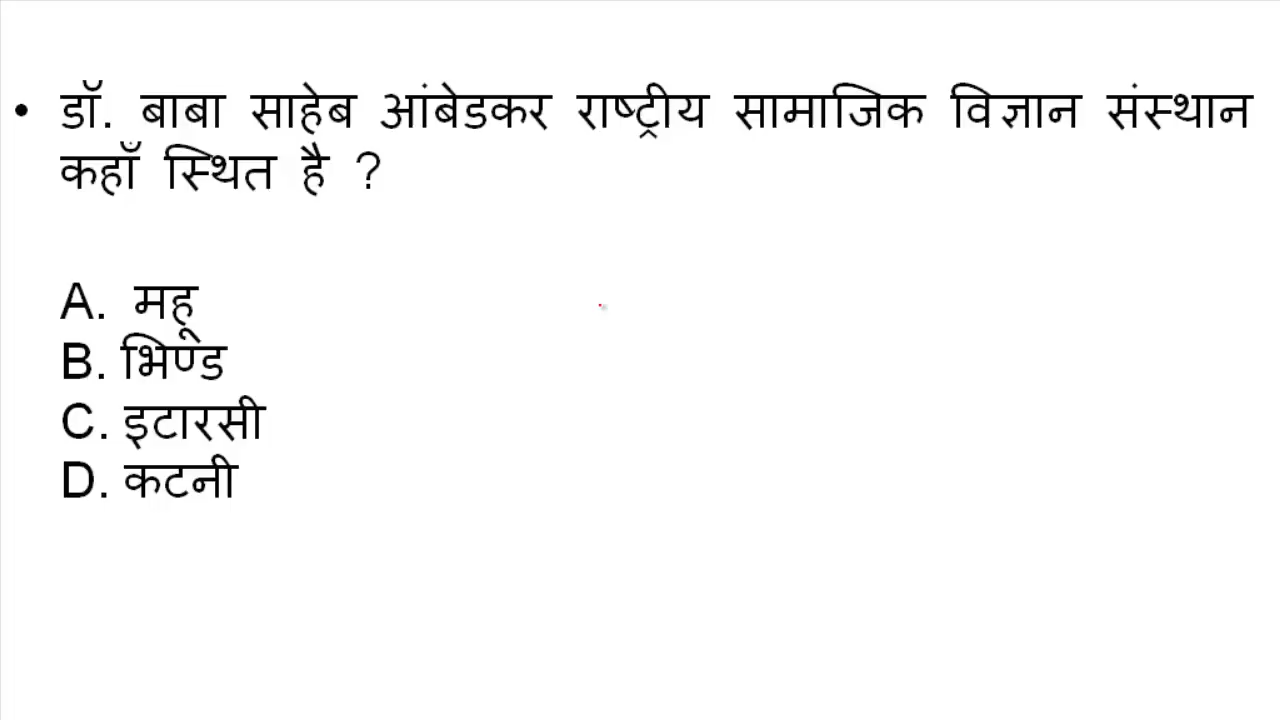 • डॉ. बाबा साहेब आंबेडकर राष्ट्रीय सामाजिक विज्ञान संस्थान
कहाँ स्थित है ?
A. महू
B. भिण्ड
C. इटारसी
D. कटनी